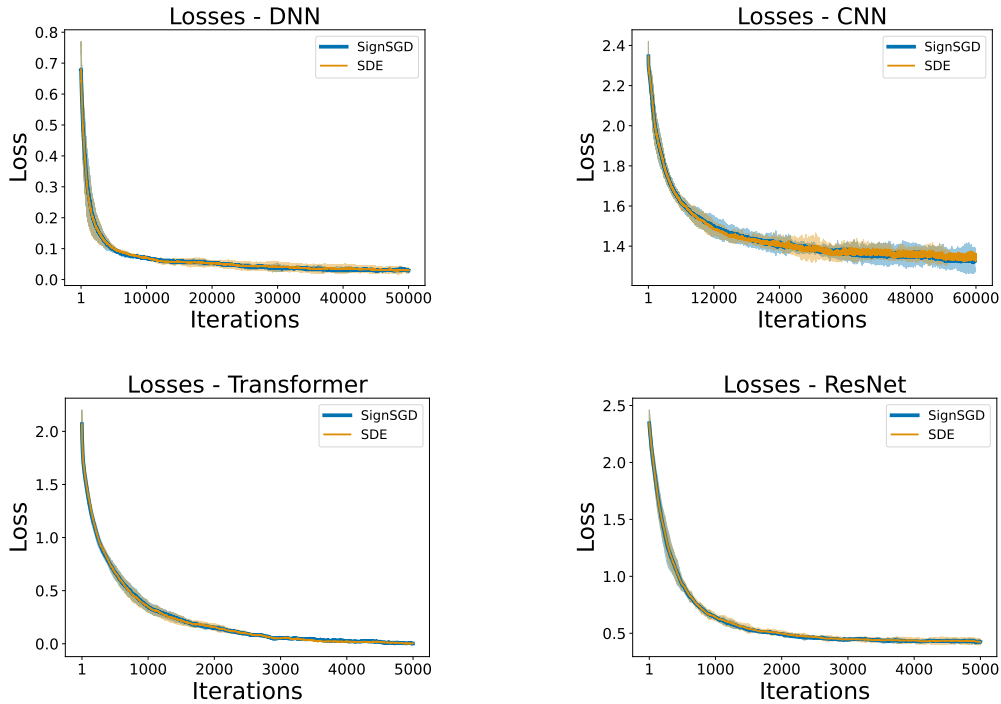 Losses - DNN
0.8
0.7
0.6
0.5
0.4
0.3
0.2
0.1
0.0
Loss
SignSGD
SDE
1 10000 20000 30000 40000 50000
Iterations
Losses - CNN
2.4
2.2
2.0
1.8
1.6
1.4
Loss
SignSGD
SDE
1 12000 24000 36000 48000 60000
Iterations
Losses - Transformer
2.0
1.5
1.0
0.5
0.0
Loss
SignSGD
SDE
1 1000 2000 3000 4000 5000
Iterations
Losses - ResNet
2.5
2.0
1.5
1.0
0.5
Loss
SignSGD
SDE
1 1000 2000 3000 4000 5000
Iterations